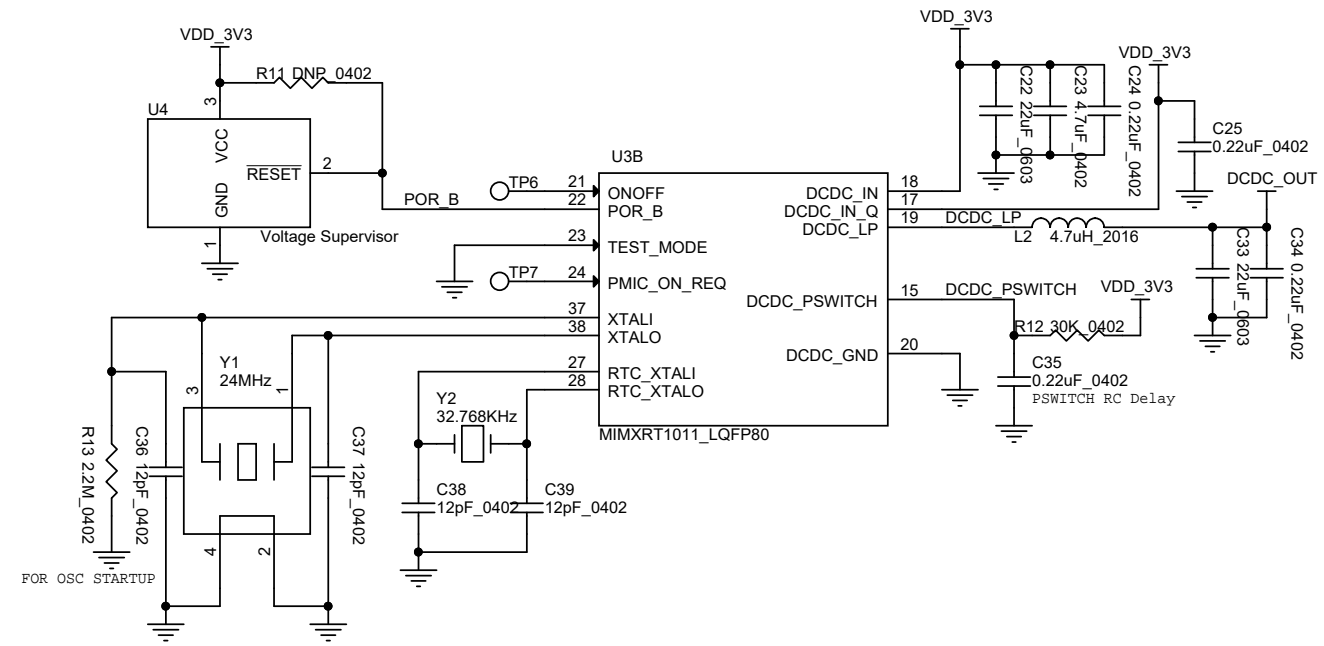 VDD_3V3
R11 DNP_0402
U4
3
VCC
GND
RESET
2
1
Voltage Supervisor
POR_B
TP6
TP7
U3B
21
ONOFF
22
POR_B
23
TEST_MODE
24
PMIC_ON_REQ
37
XTALI
38
XTALO
27
RTC_XTALI
28
RTC_XTALO
MIMXRT1011_LQFP80
DCDC_IN
18
DCDC_IN_Q
17
DCDC_LP
19
DCDC_LP
DCDC_PSWITCH
15
DCDC_PSWITCH
DCDC_GND
20
VDD_3V3
C22 22uF_0603
C23 4.7uF_0402
C24 0.22uF_0402
VDD_3V3
C25
0.22uF_0402
DCDC_OUT
L2 4.7uH_2016
C33 22uF_0603
C34 0.22uF_0402
VDD_3V3
R12 30K_0402
C35
0.22uF_0402
PSWITCH RC Delay
Y1
24MHz
3
1
4
2
R13 2.2M_0402
C36 12pF_0402
C37 12pF_0402
FOR OSC STARTUP
Y2
32.768KHz
C38
12pF_0402
C39
12pF_0402